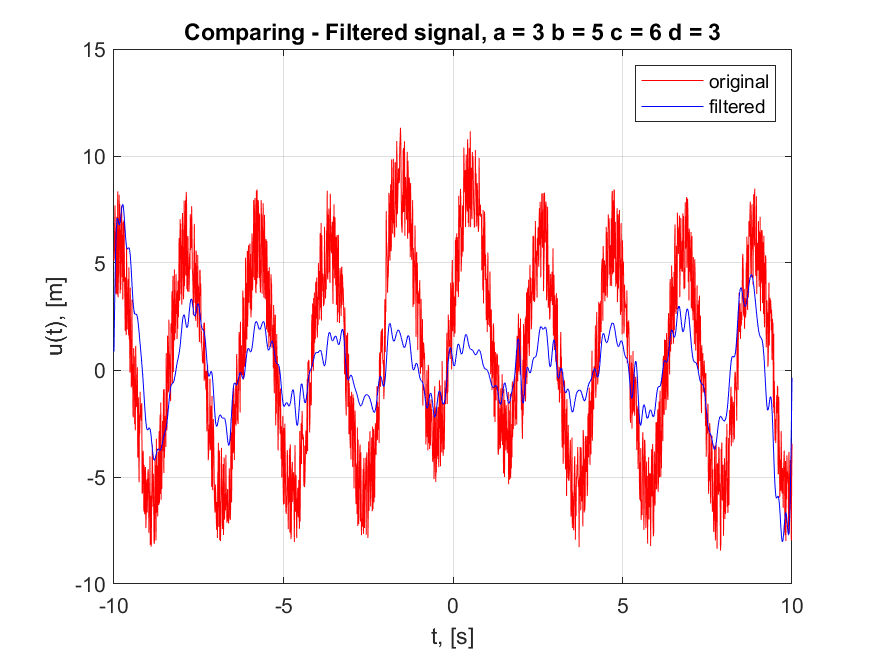 Comparing - Filtered signal, a = 3 b = 5 c = 6 d = 3
15
original
filtered
10
5
0
-5
-10
u(t), [m]
-10
-5
0
5
10
t, [s]